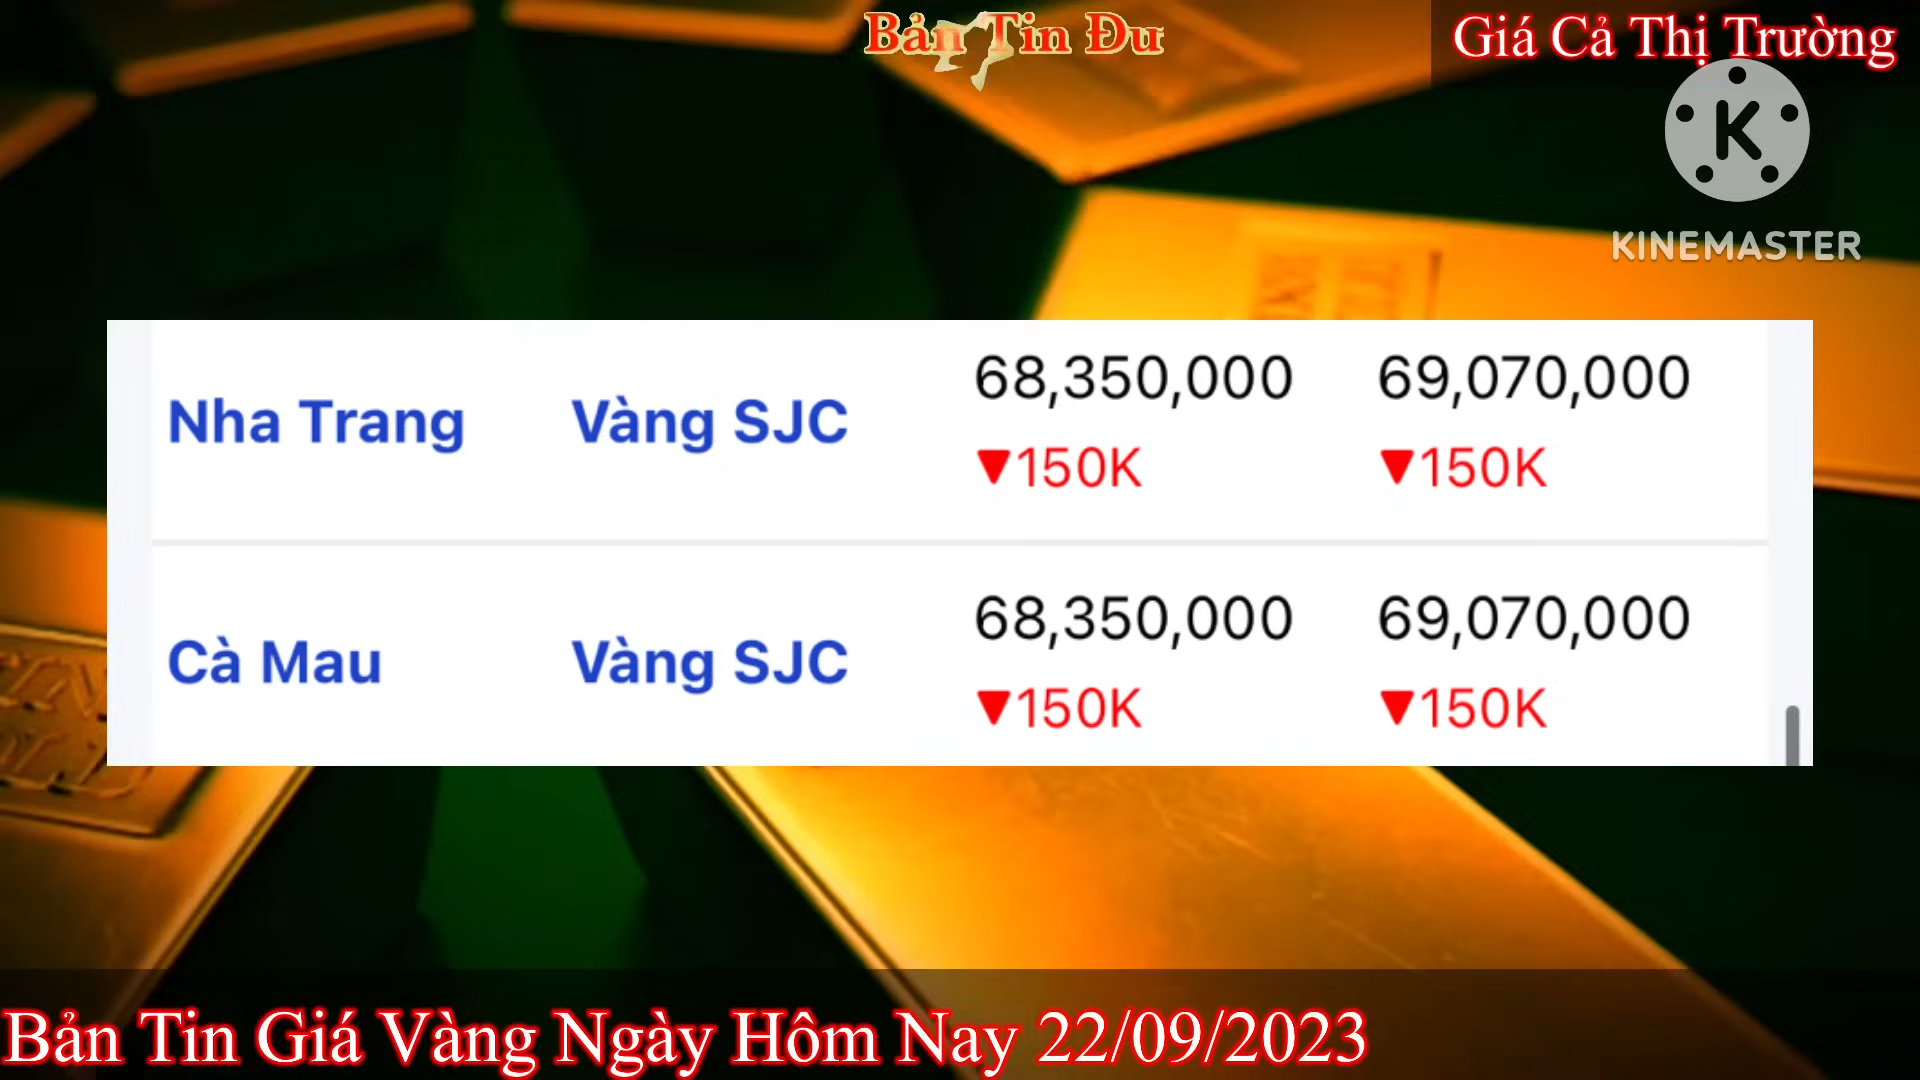 Bản Tin Đu
Giá Cả Thị Trường
K
KINEMASTER
68,350,000 69,070,000
Nha Trang Vàng SJC
▼150K ▼150K
68,350,000 69,070,000
Cà Mau Vàng SJC
▼150K ▼150K
Bản Tin Giá Vàng Ngày Hôm Nay 22/09/2023